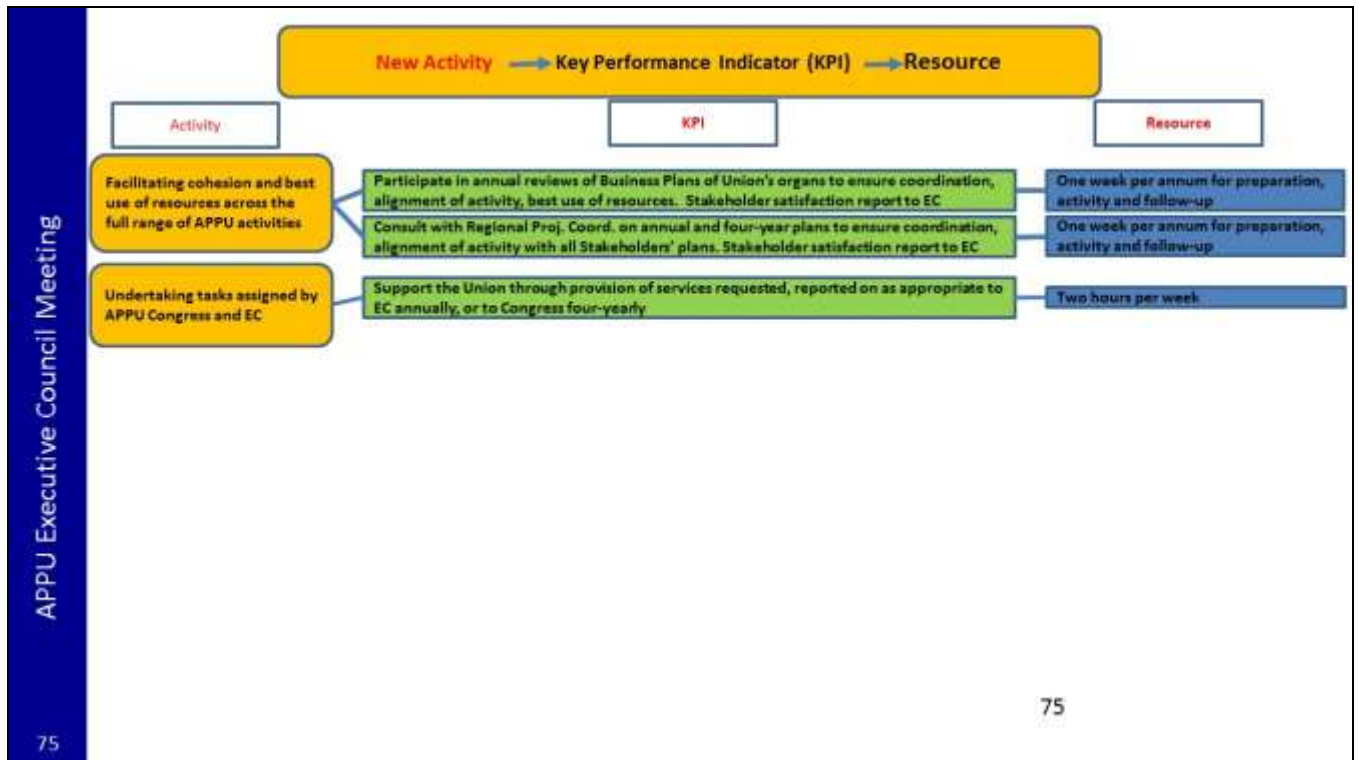 New Activity Key Performance Indicator (KPI) Resource
Activity
KPI
Resource
Facilitating cohesion and best
use of resources across the
full range of APPU activities
Participate in annual reviews of Business Plans of Union's organs to ensure coordination,
alignment of activity, best use of resources. Stakeholder satisfaction report to EC
One week per annum for preparation,
activity and follow-up
Consult with Regional Proj. Coord. on annual and four-year plans to ensure coordination,
alignment of activity with all Stakeholders' plans. Stakeholder satisfaction report to EC
One week per annum for preparation,
activity and follow-up
Undertaking tasks assigned by
APPU Congress and EC
Support the Union through provision of services requested, reported on as appropriate to
EC annually, or to Congress four-yearly
Two hours per week
APPU Executive Council Meeting
75
75